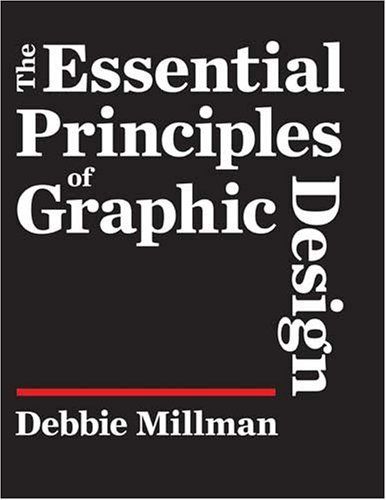 The
Essential
Principles
of
Graphic
Design
Debbie Millman